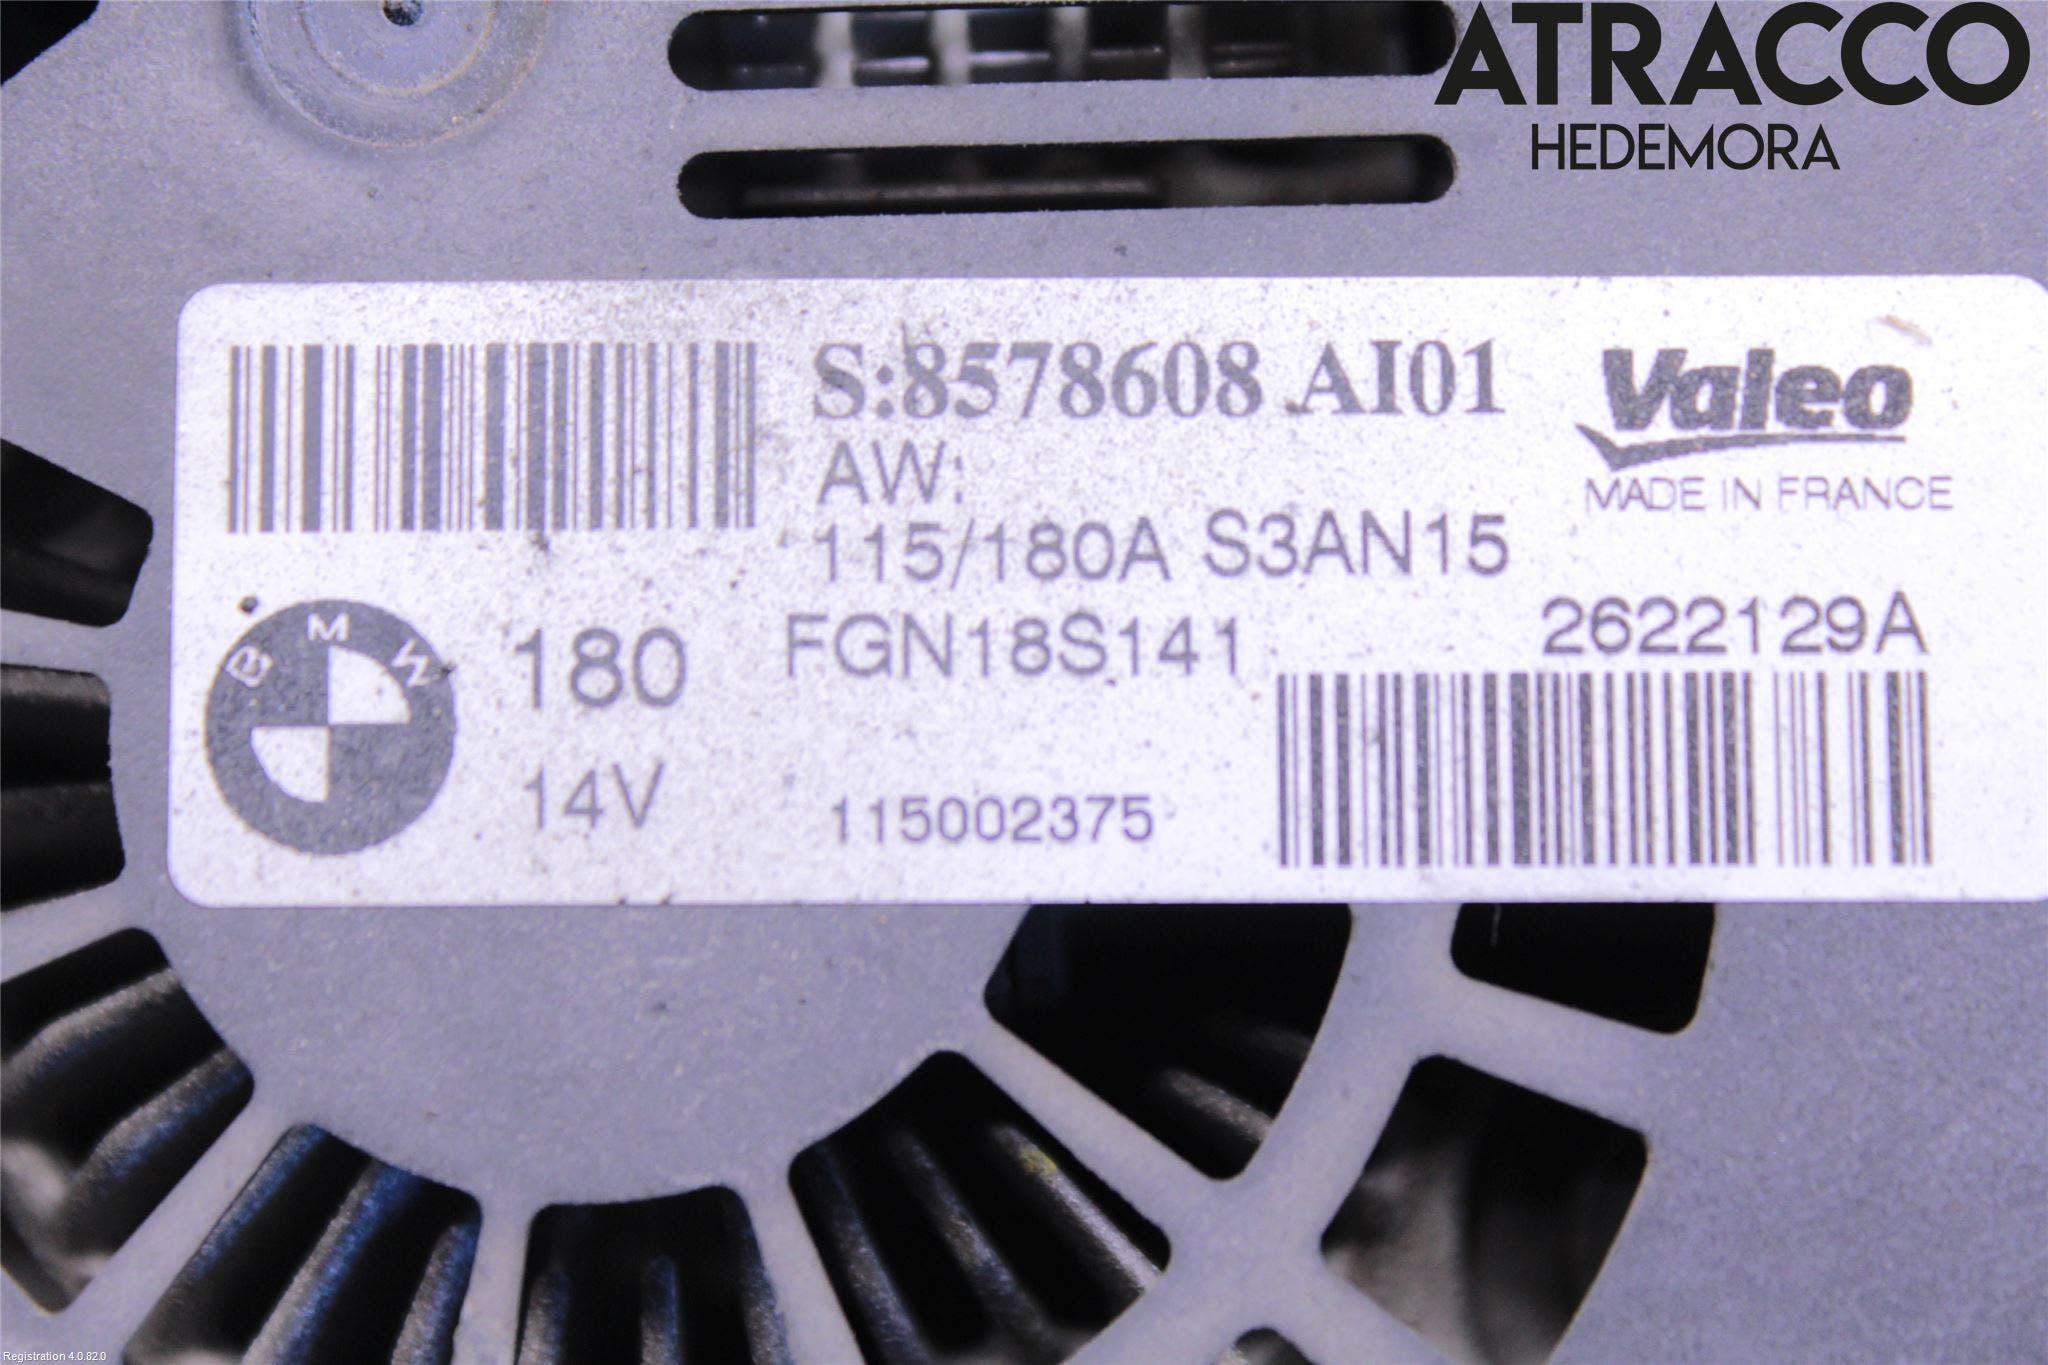 ATRACCO
HEDEMORA
S:8578608 AI01
Valeo
MADE IN FRANCE
AW:
115/180A S3AN15
BMW
180
FGN18S141
2622129A
14V
115002375
Registration 4.0.82.0